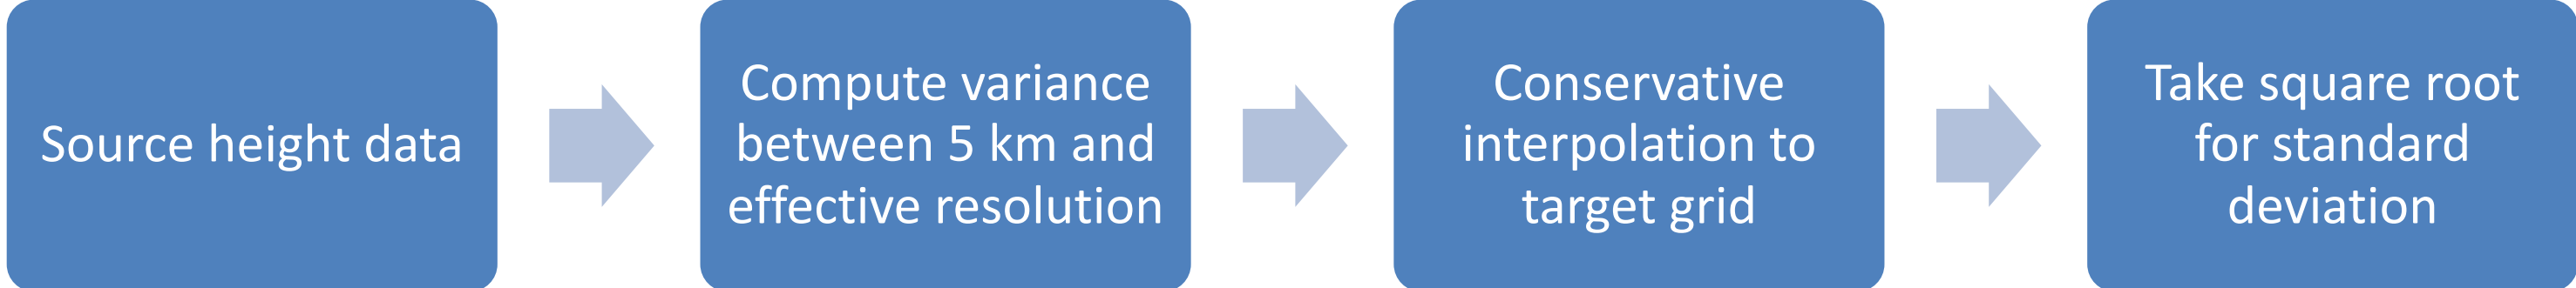 Source height data
Compute variance
between 5 km and
effective resolution
Conservative
interpolation to
target grid
Take square root
for standard
deviation